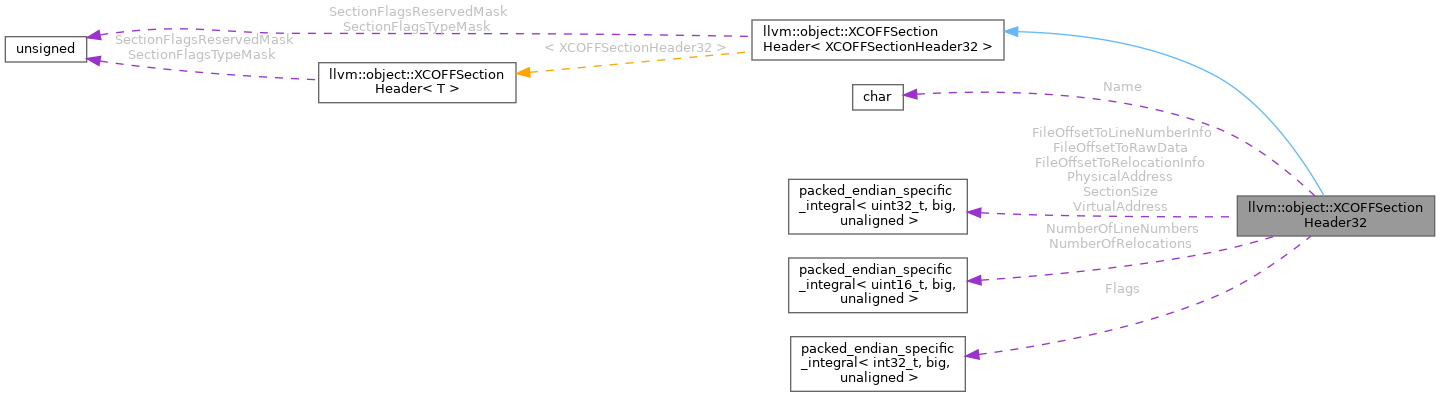 SectionFlagsReservedMask
SectionFlagsTypeMask
unsigned
SectionFlagsReservedMask
SectionFlagsTypeMask
< XCOFFSectionHeader32 >
llvm::object::XCOFFSection
Header< XCOFFSectionHeader32 >
llvm::object::XCOFFSection
Header< T >
char
Name
FileOffsetToLineNumberInfo
FileOffsetToRawData
FileOffsetToRelocationInfo
PhysicalAddress
SectionSize
VirtualAddress
packed_endian_specific
_integral< uint32_t, big,
unaligned >
llvm::object::XCOFFSection
Header32
NumberOfLineNumbers
NumberOfRelocations
packed_endian_specific
_integral< uint16_t, big,
unaligned >
Flags
packed_endian_specific
_integral< int32_t, big,
unaligned >